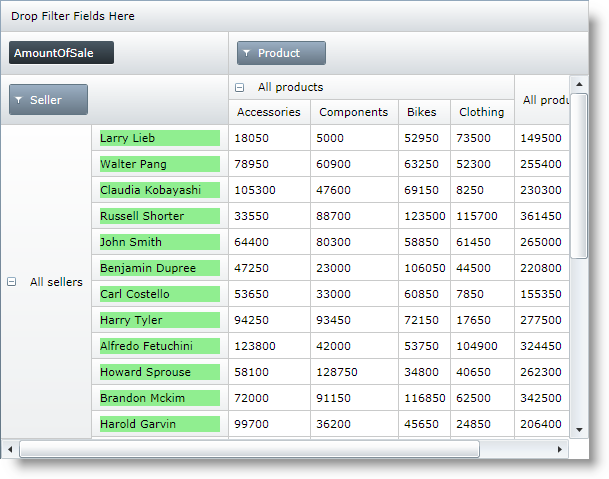 Drop Filter Fields Here
AmountOfSale Product
Seller
All products All produ
Accessories Components Bikes Clothing
All sellers
Larry Lieb 18050 5000 52950 73500 149500
Walter Pang 78950 60900 63250 52300 255400
Claudia Kobayashi 105300 47600 69150 8250 230300
Russell Shorter 33550 88700 123500 115700 361450
John Smith 64400 80300 58850 61450 265000
Benjamin Dupree 47250 23000 106050 44500 220800
Carl Costello 53650 33000 60850 7850 155350
Harry Tyler 94250 93450 72150 17650 277500
Alfredo Fetuchini 123800 42000 53750 104900 324450
Howard Sprouse 58100 128750 34800 40650 262300
Brandon Mckim 72000 91150 116850 62500 342500
Harold Garvin 99700 36200 45650 24850 206400